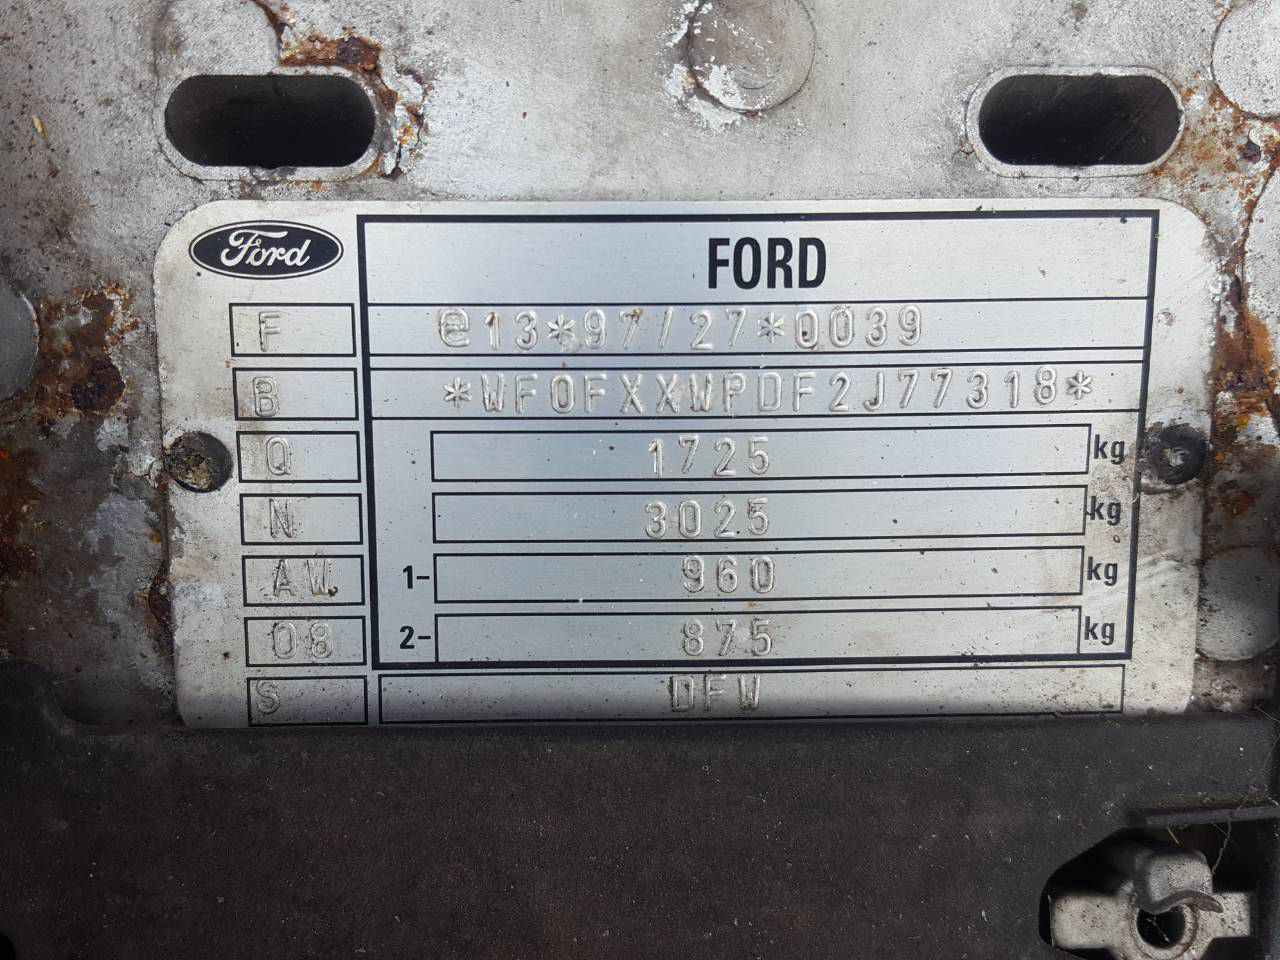 Ford
FORD
F e13*97/27*0039
B *WF0FXXWPDF2J77318*
Q 1725 kg
N 3025 kg
AW. 1- 960 kg
08 2- 875 kg
S DFW